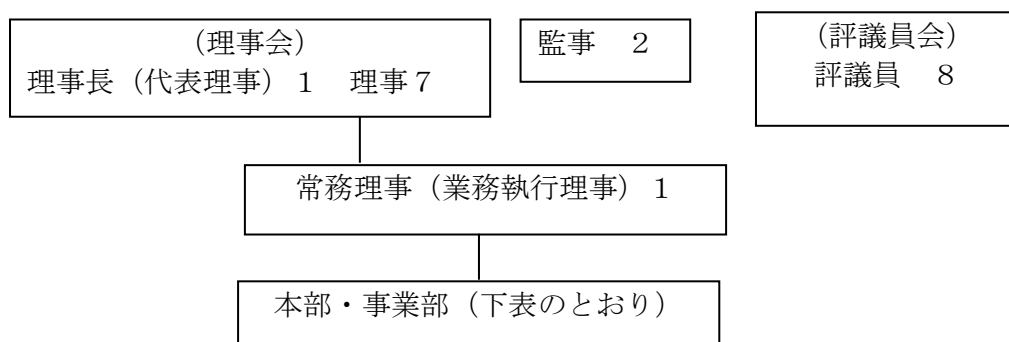 (理事会)
理事長(代表理事)1 理事7
監事 2
(評議員会)
評議員 8
常務理事(業務執行理事)1
本部・事業部(下表のとおり)